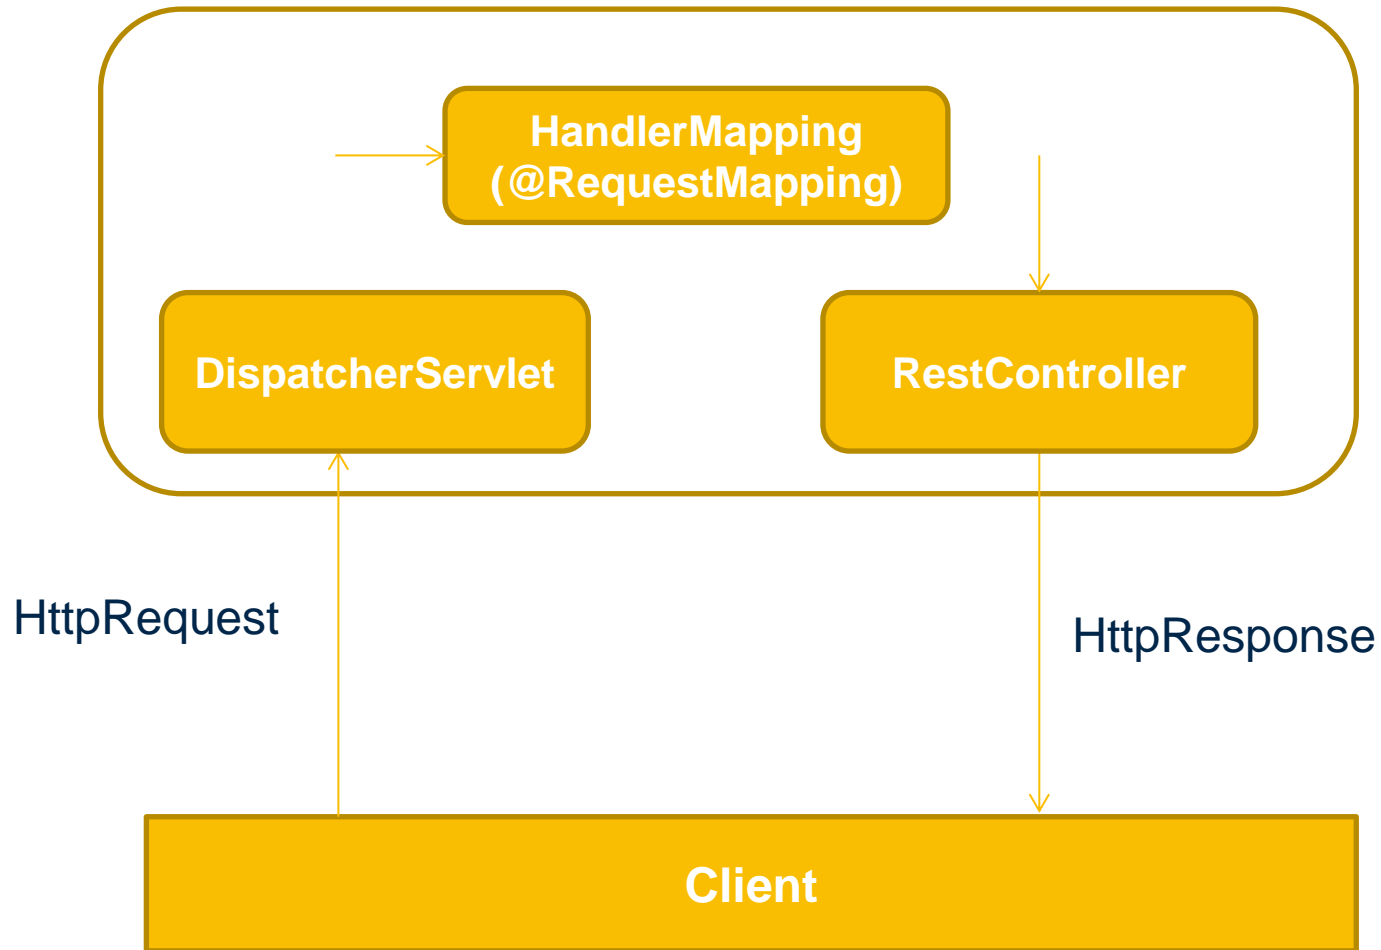 HandlerMapping
(@RequestMapping)
DispatcherServlet
RestController
HttpRequest
HttpResponse
Client